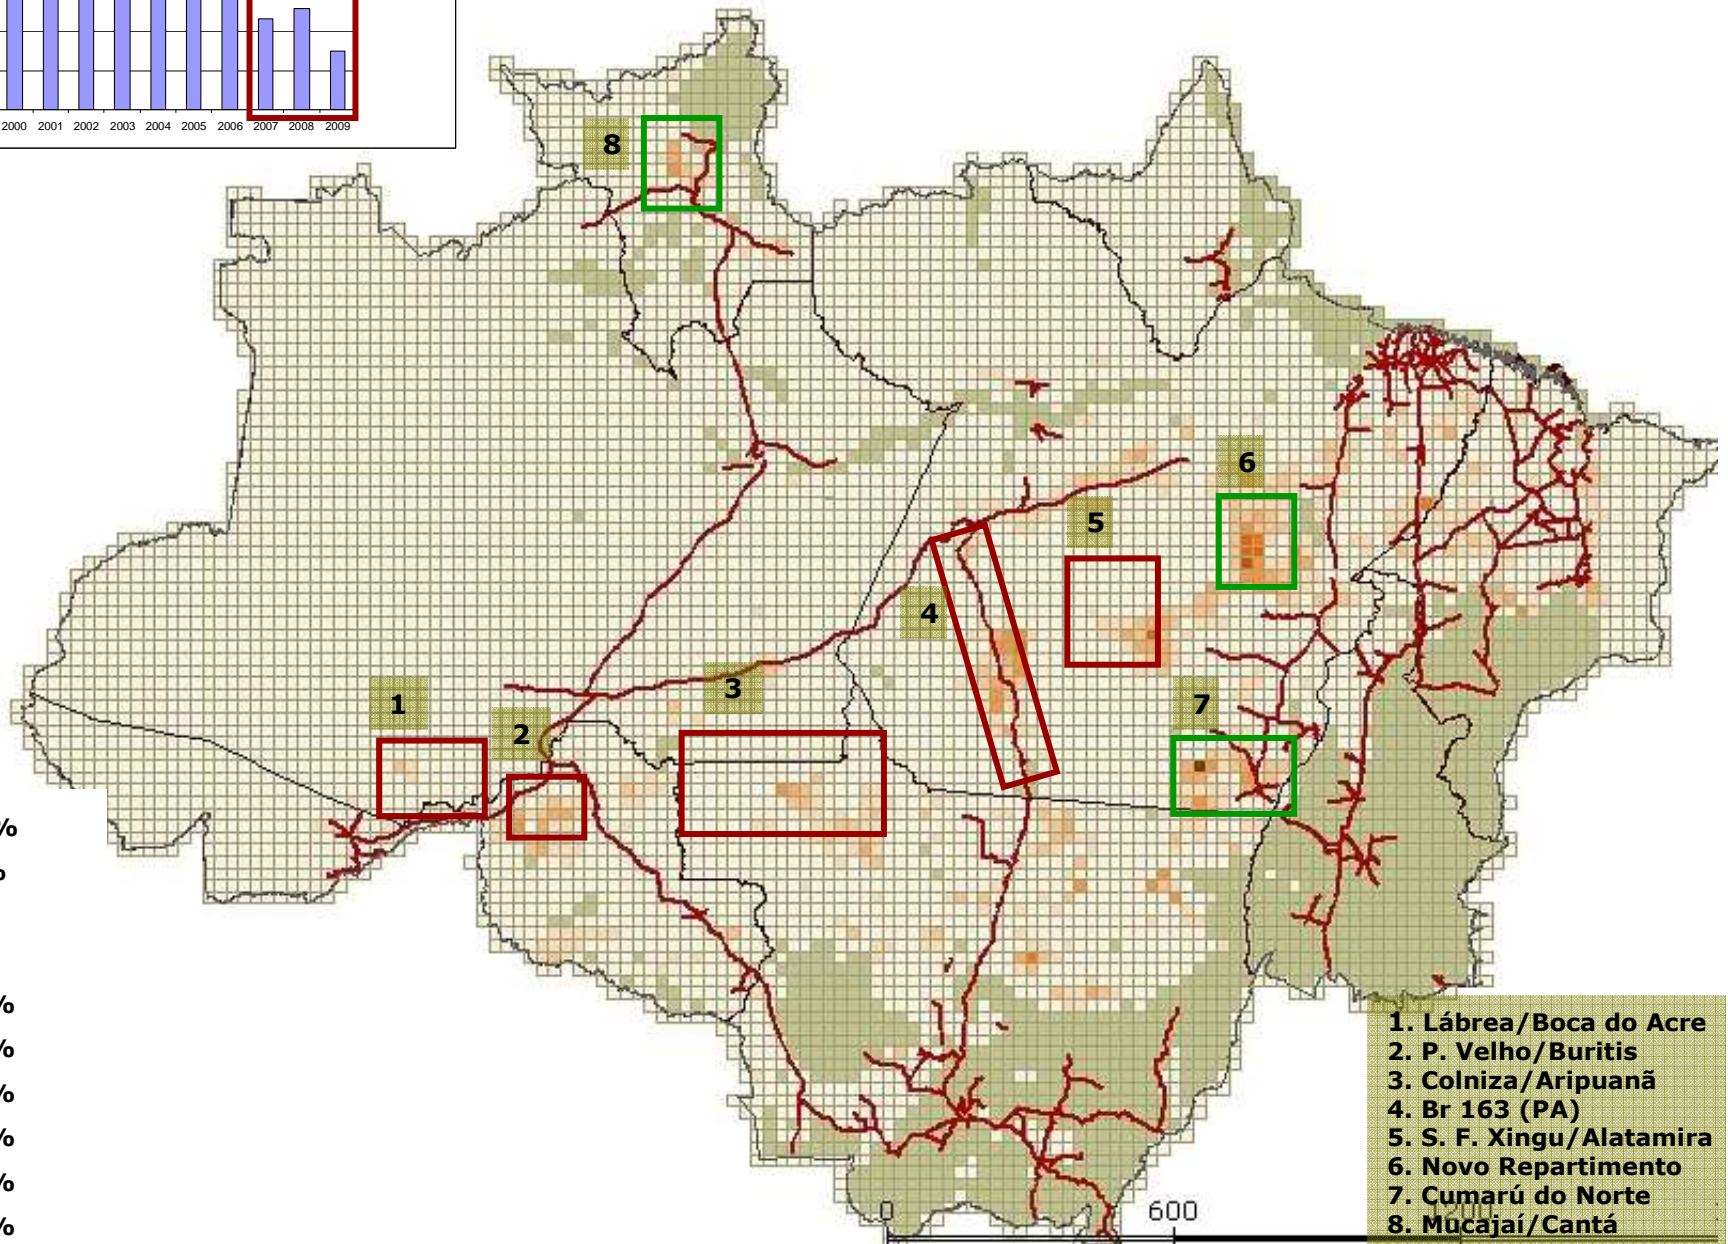 2000 2001 2002 2003 2004 2005 2006 2007 2008 2009
8
6
5
4
3
7
1
2
%
%
%
%
%
%
%
%
1. Lábrea/Boca do Acre
2. P. Velho/Buritis
3. Colniza/Aripuanã
4. Br 163 (PA)
5. S. F. Xingu/Alatamira
6. Novo Repartimento
7. Cumarú do Norte
8. Mucajaí/Cantá
0 600 1200